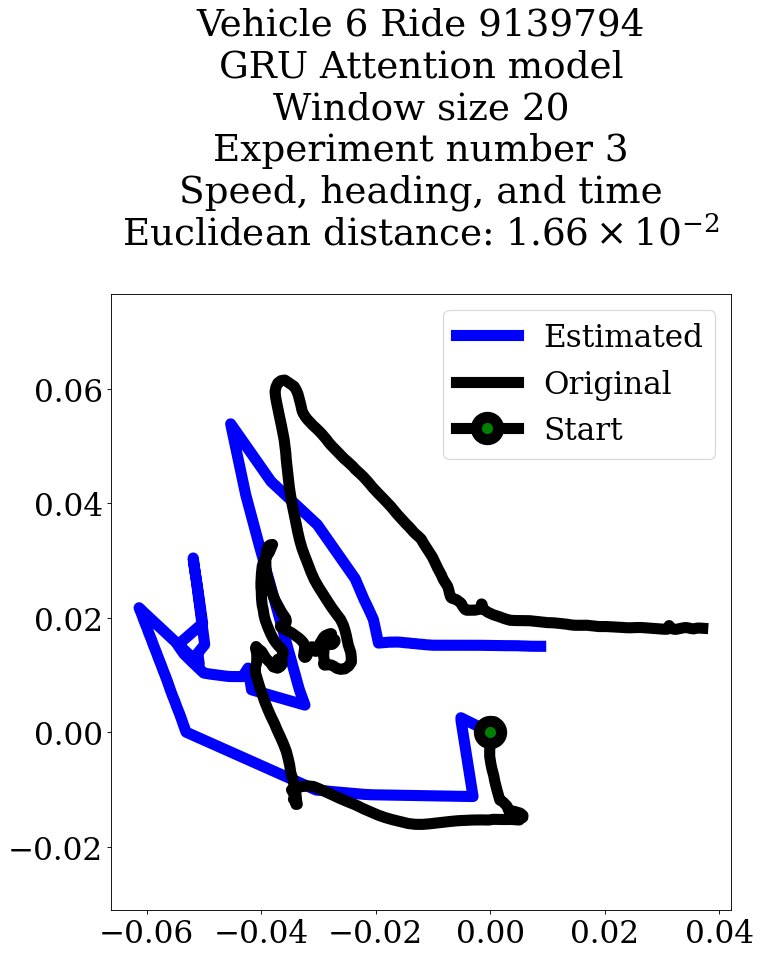 Vehicle 6 Ride 9139794
GRU Attention model
Window size 20
Experiment number 3
Speed, heading, and time
Euclidean distance: 1.66 × 10⁻²
Estimated
Original
Start
0.06
0.04
0.02
0.00
−0.02
−0.06
−0.04
−0.02
0.00
0.02
0.04